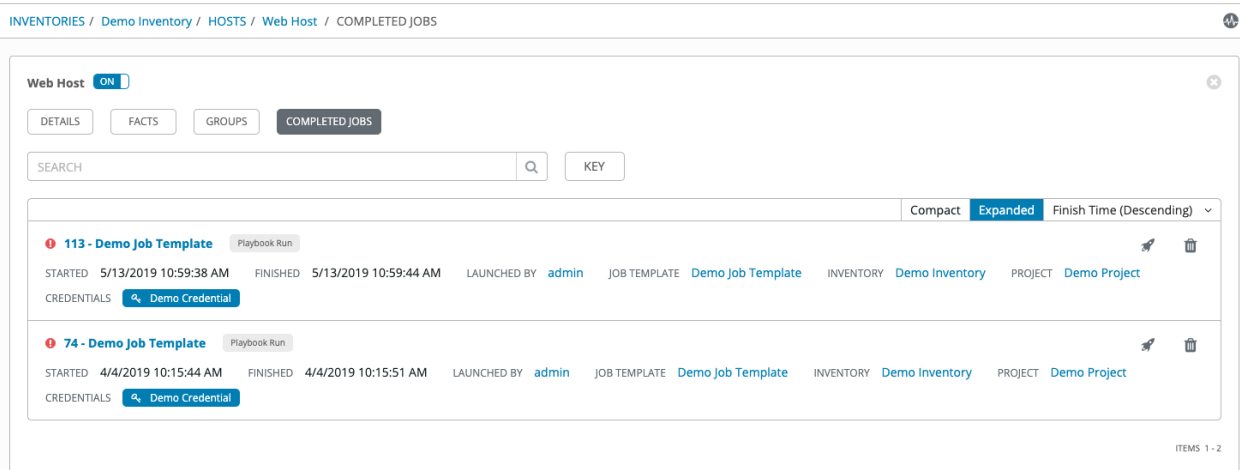 INVENTORIES / Demo Inventory / HOSTS / Web Host / COMPLETED JOBS
Web Host ON
DETAILS FACTS GROUPS COMPLETED JOBS
SEARCH KEY
Compact Expanded Finish Time (Descending)
113 - Demo Job Template Playbook Run
STARTED 5/13/2019 10:59:38 AM FINISHED 5/13/2019 10:59:44 AM LAUNCHED BY admin JOB TEMPLATE Demo Job Template INVENTORY Demo Inventory PROJECT Demo Project
CREDENTIALS Demo Credential
74 - Demo Job Template Playbook Run
STARTED 4/4/2019 10:15:44 AM FINISHED 4/4/2019 10:15:51 AM LAUNCHED BY admin JOB TEMPLATE Demo Job Template INVENTORY Demo Inventory PROJECT Demo Project
CREDENTIALS Demo Credential
ITEMS 1 - 2